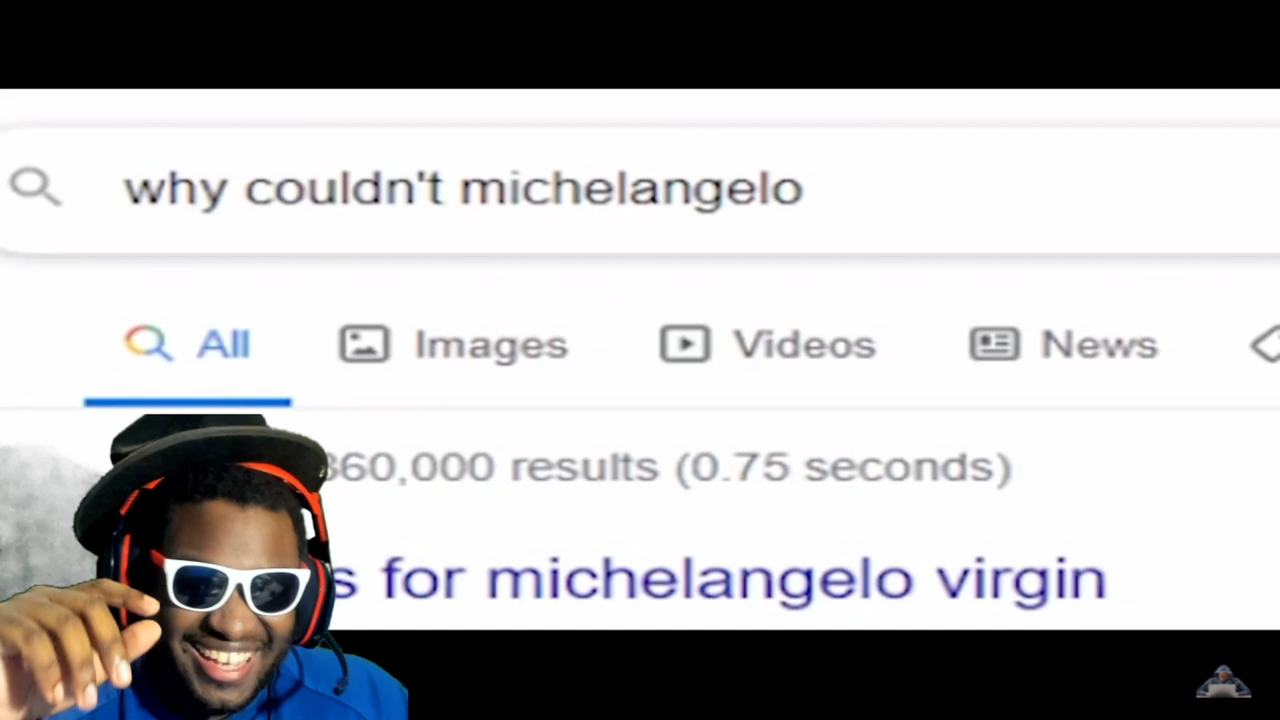 why couldn't michelangelo
All Images Videos News
60,000 results (0.75 seconds)
s for michelangelo virgin